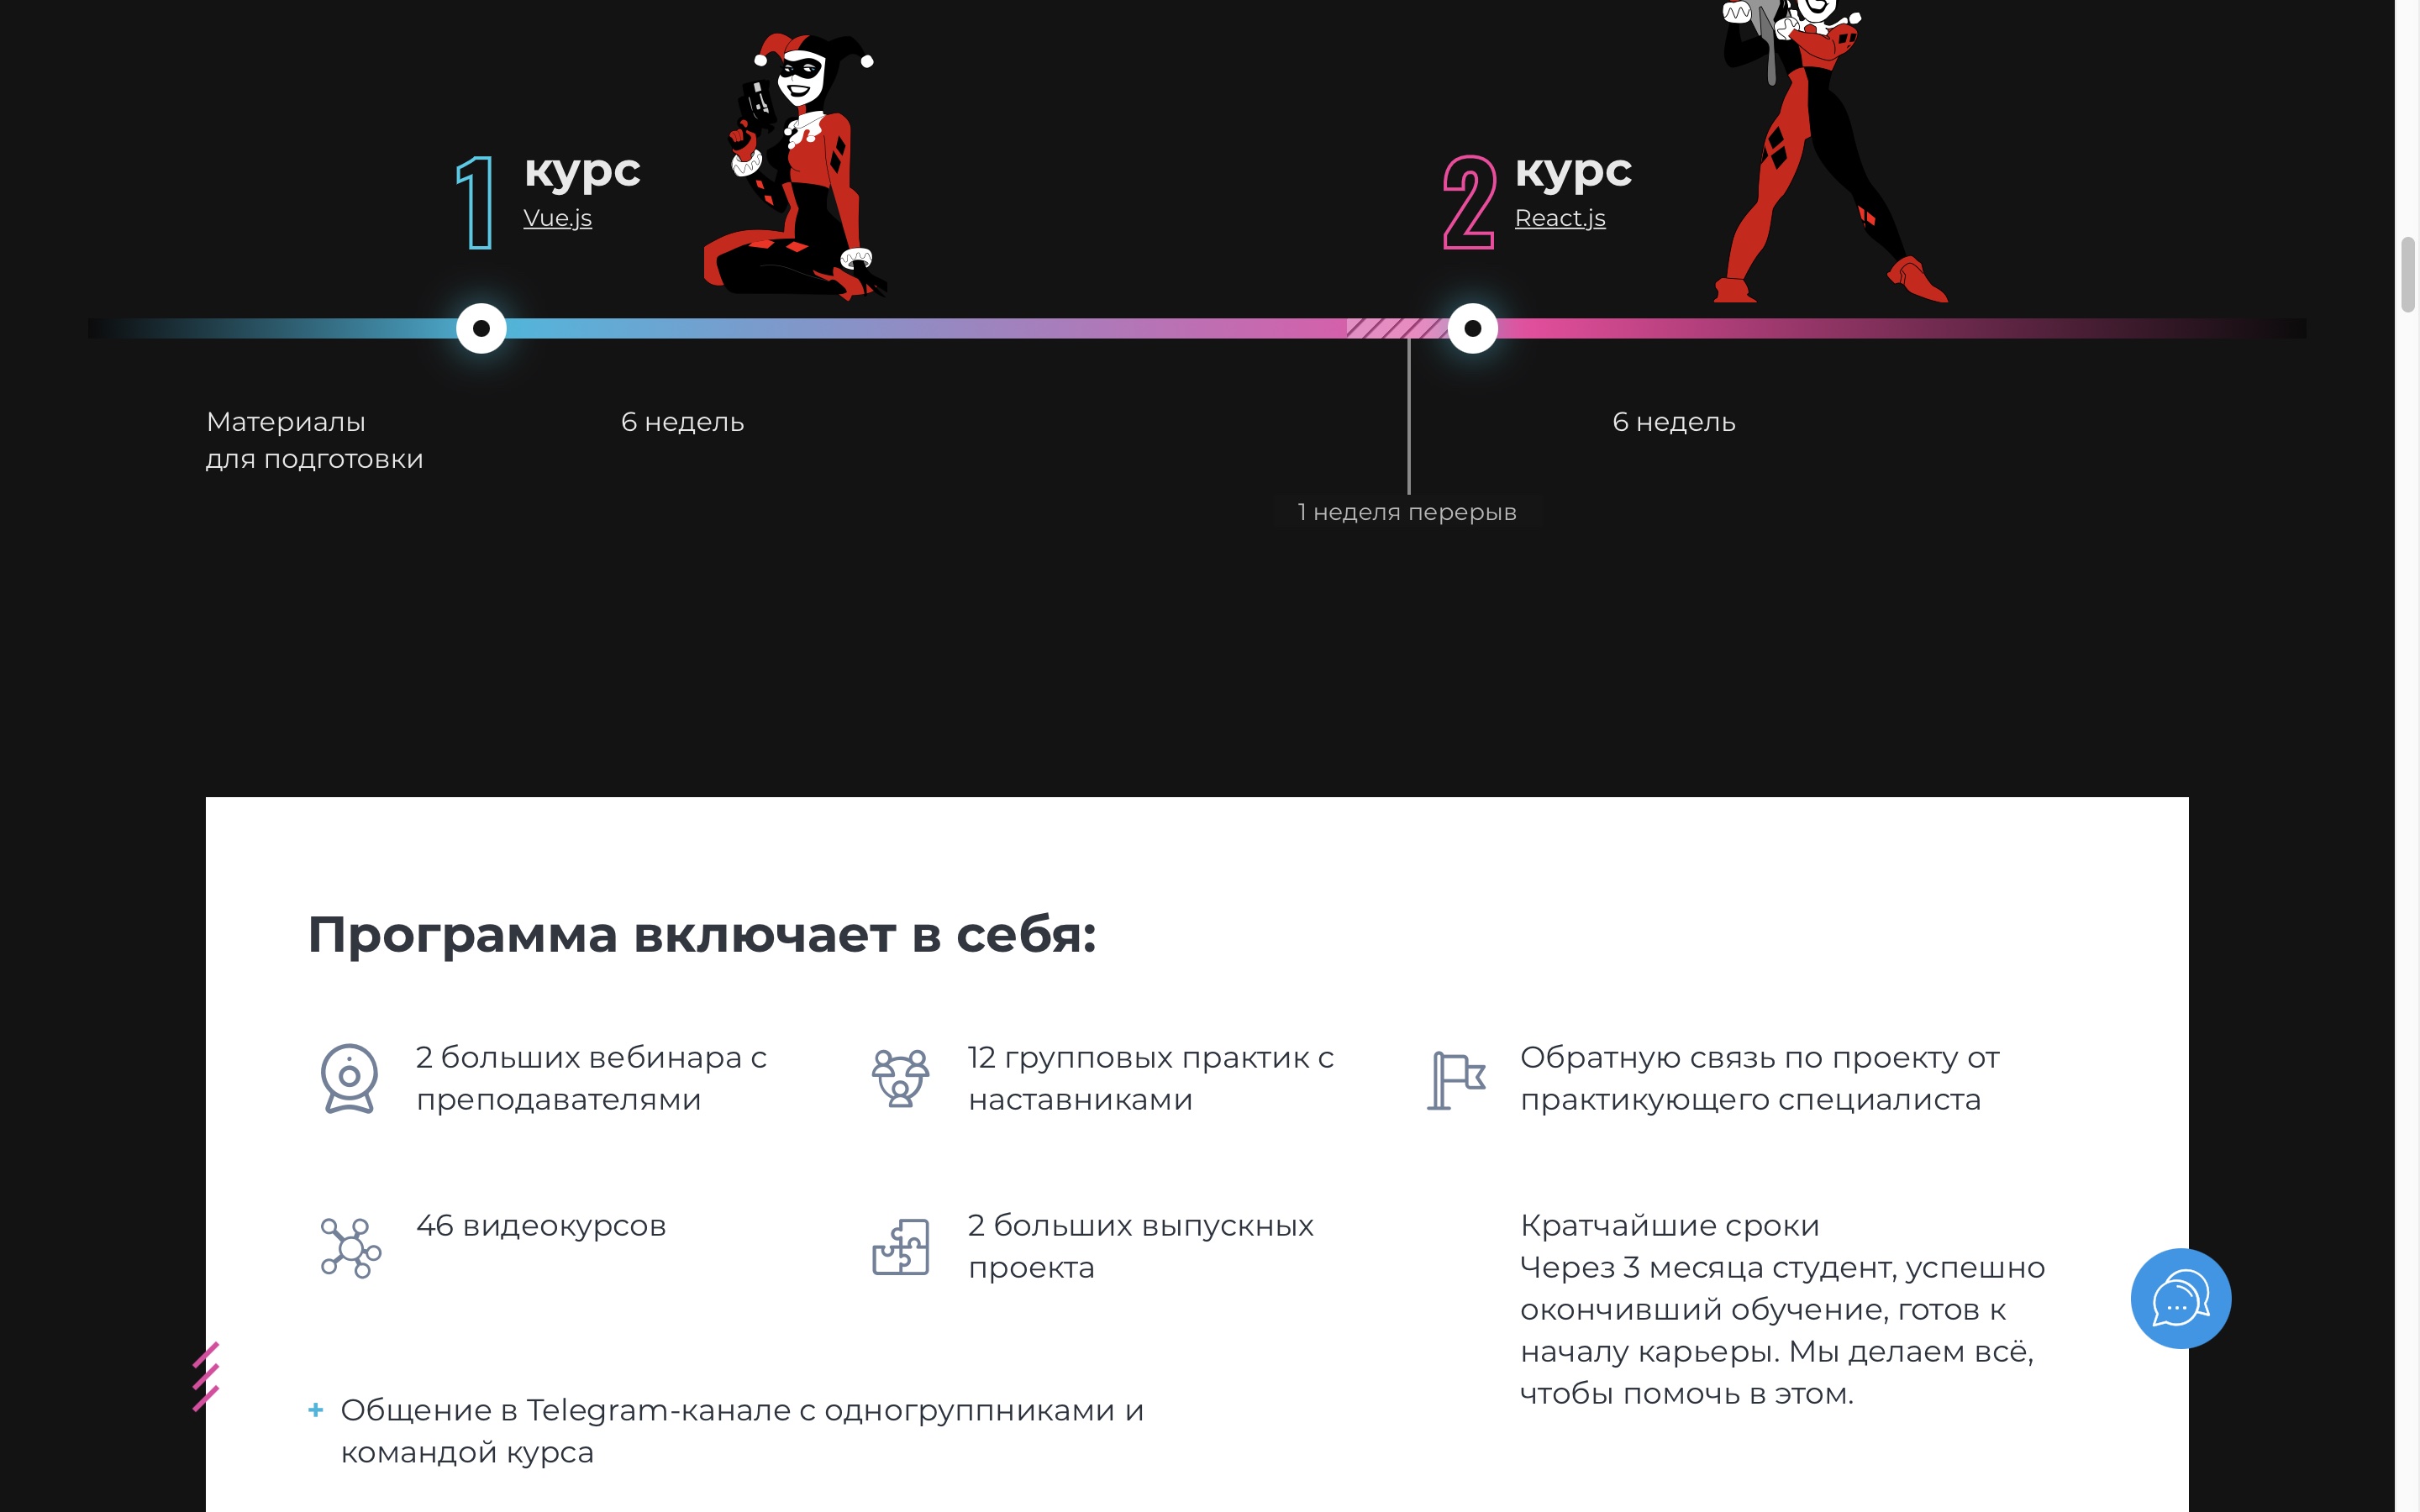 1 курс
Vue.js
2 курс
React.js
Материалы
для подготовки
6 недель
6 недель
1 неделя перерыв
Программа включает в себя:
2 больших вебинара с
преподавателями
12 групповых практик с
наставниками
Обратную связь по проекту от
практикующего специалиста
46 видеокурсов
2 больших выпускных
проекта
Кратчайшие сроки
Через 3 месяца студент, успешно
окончивший обучение, готов к
началу карьеры. Мы делаем всё,
чтобы помочь в этом.
+ Общение в Telegram-канале с одногруппниками и
командой курса